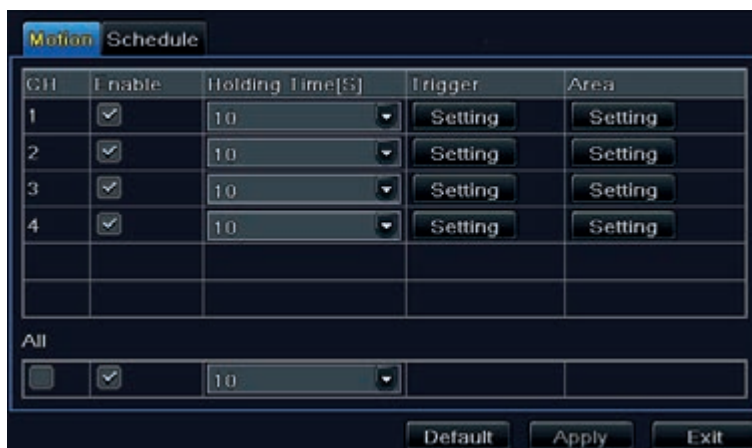 Motion Schedule
CH Enable Holding Time[S] Trigger Area
1 10 Setting Setting
2 10 Setting Setting
3 10 Setting Setting
4 10 Setting Setting
All
10
Default Apply Exit